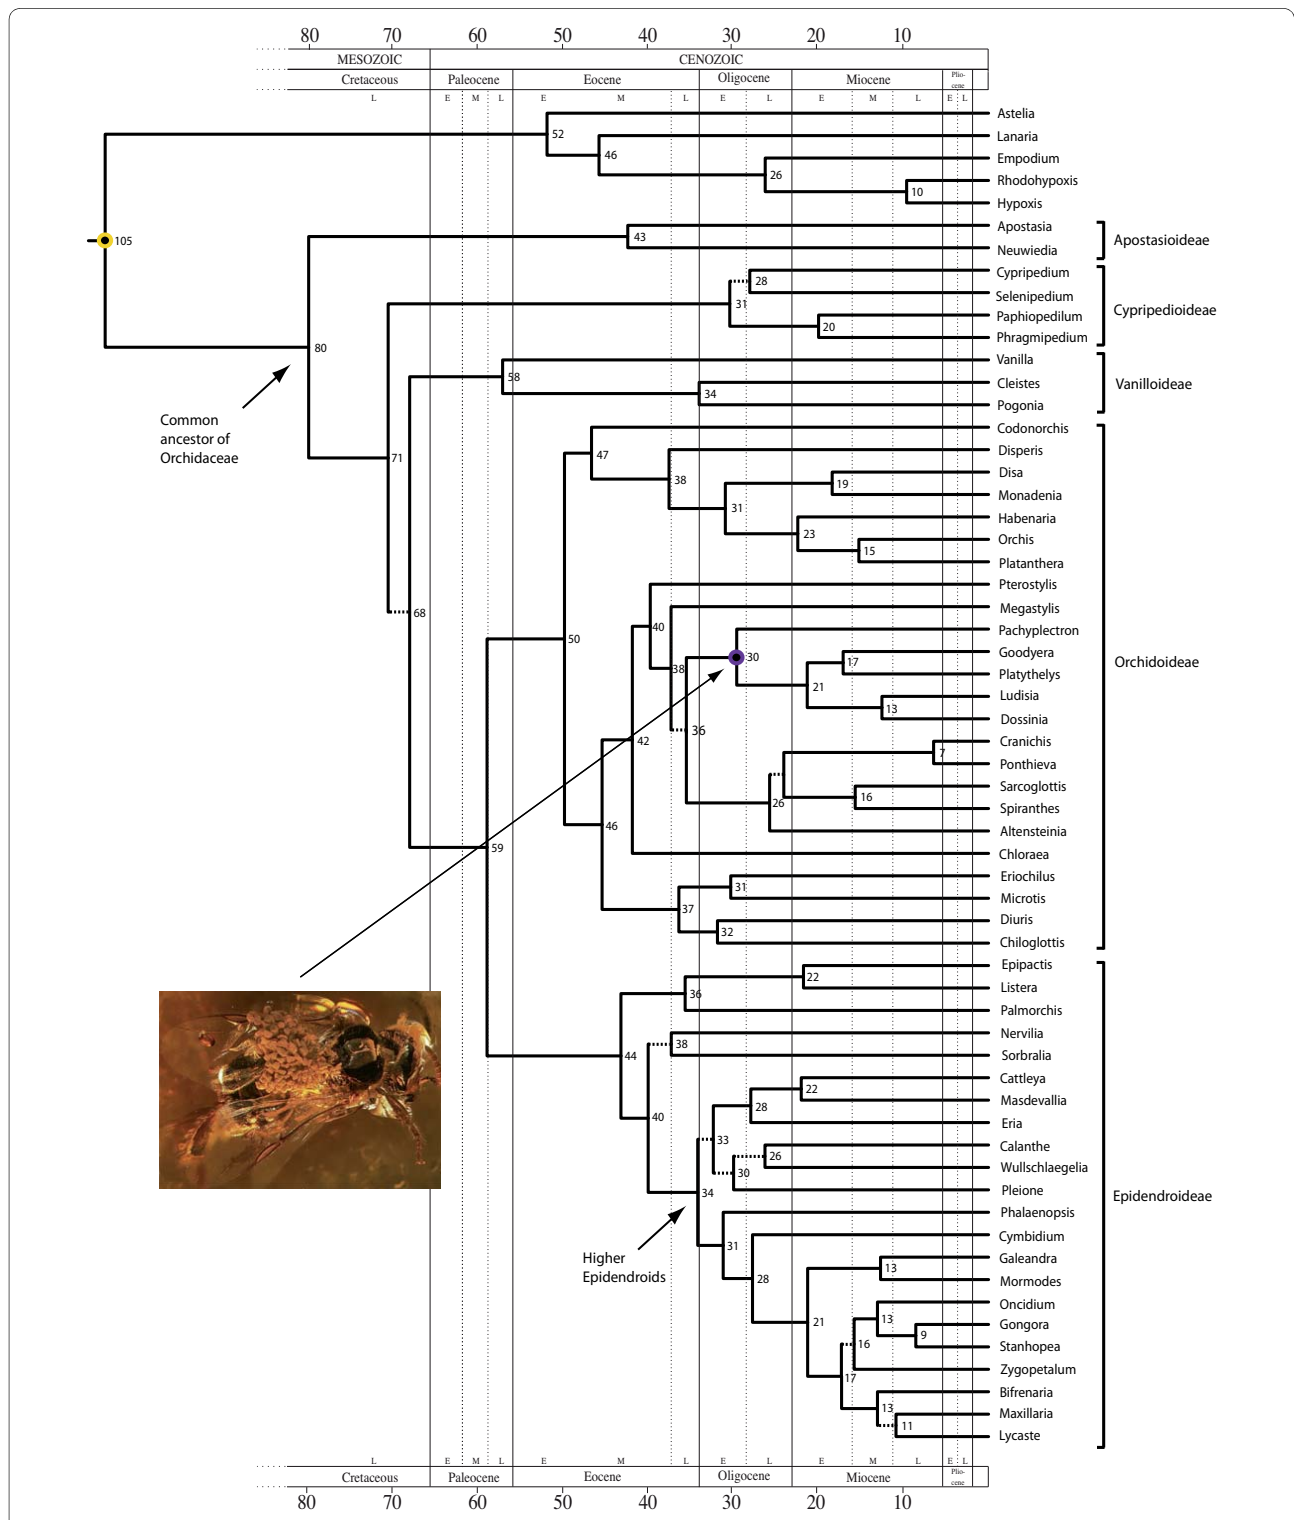 80 70 60 50 40 30 20 10
MESOZOIC CENOZOIC
Cretaceous Paleocene Eocene Oligocene Miocene Plio-
cene
L E M L E M L E L E M L E L
Astelia
52
Lanaria
46
Empodium
26
Rhodohypoxis
10
Hypoxis
Apostasia
43
105
Apostasioideae
Neuwiedia
Cypripedium
28
Selenipedium
31
Cypripedioideae
Paphiopedilum
20
Phragmipedium
80
Vanilla
58
Vanilloideae
Cleistes
34
Pogonia
Common
ancestor of
Orchidaceae
Codonorchis
47
71
Disperis
38
Disa
19
Monadenia
31
Habenaria
23
Orchis
15
Platanthera
Pterostylis
68
Megastylis
40
50
Pachyplectron
30
Goodyera
17
Orchidoideae
38
Platythelys
21
Ludisia
13
Dossinia
36
42
Cranichis
7
Ponthieva
Sarcoglottis
16
26
Spiranthes
46
Altensteinia
59
Chloraea
Eriochilus
31
Microtis
37
Diuris
32
Chiloglottis
Epipactis
22
Listera
36
Palmorchis
Nervilia
38
44
Sorbralia
Cattleya
22
Masdevallia
28
40
Eria
33
Calanthe
26
Wullschlaegelia
30
Pleione
34
Epidendroideae
Phalaenopsis
Cymbidium
31
Higher
Epidendroids
Galeandra
13
28
Mormodes
Oncidium
13
21
Gongora
9
16
Stanhopea
Zygopetalum
17
Bifrenaria
13
Maxillaria
11
Lycaste
L E M L E M L E L E M L E L
Cretaceous Paleocene Eocene Oligocene Miocene Plio-
cene
80 70 60 50 40 30 20 10